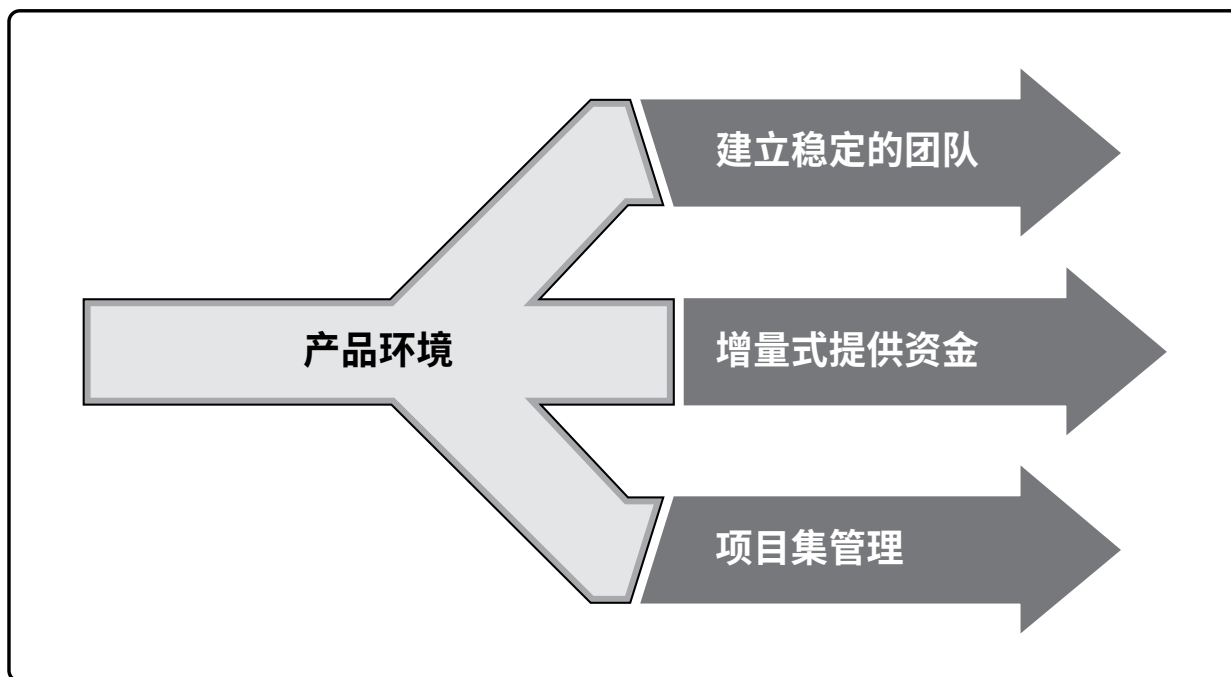 建立稳定的团队
产品环境
增量式提供资金
项目集管理